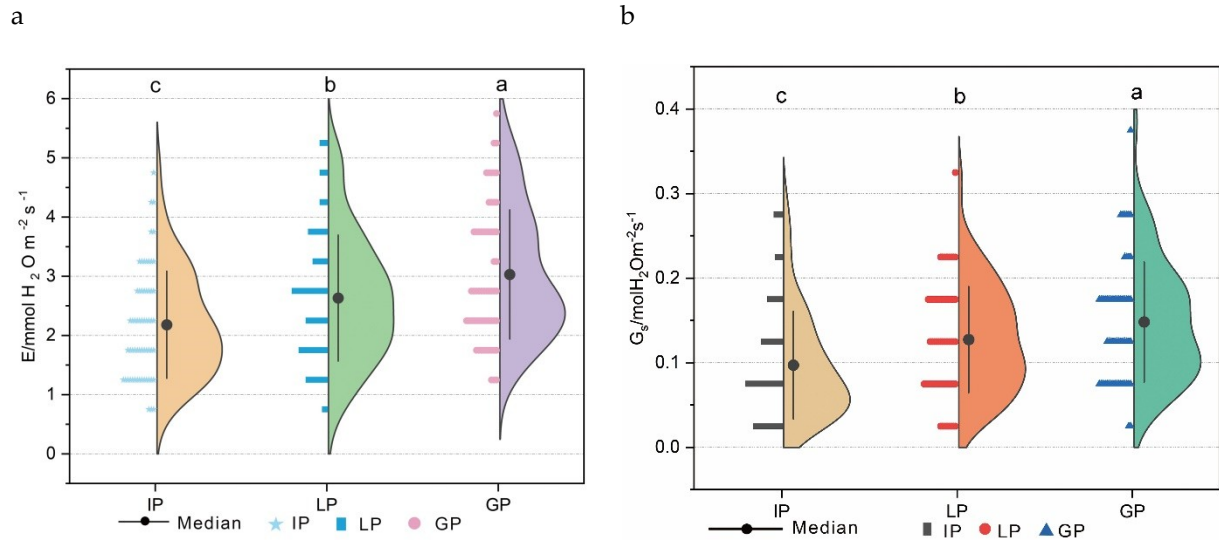 a
c b a
6
5
4
3
2
1
0
E/mmol H ₂ O m ⁻² s ⁻¹
IP LP GP
Median IP LP GP
b
c b a
0.4
0.3
0.2
0.1
0.0
Gₛ/molH₂Om⁻²s⁻¹
IP LP GP
Median IP LP GP